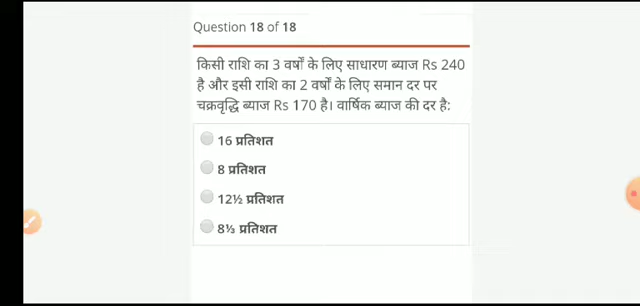 Question 18 of 18
किसी राशि का 3 वर्षों के लिए साधारण ब्याज Rs 240
है और इसी राशि का 2 वर्षों के लिए समान दर पर
चक्रवृद्धि ब्याज Rs 170 है। वार्षिक ब्याज की दर है:
16 प्रतिशत
8 प्रतिशत
12½ प्रतिशत
8⅓ प्रतिशत